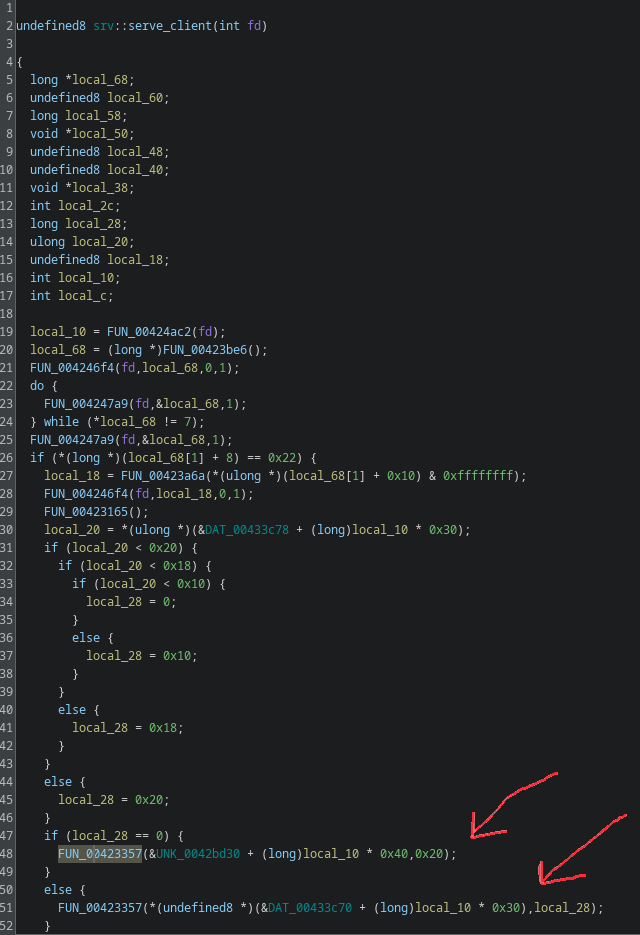 1
2 undefined8 srv::serve_client(int fd)
3
4 {
5 long *local_68;
6 undefined8 local_60;
7 long local_58;
8 void *local_50;
9 undefined8 local_48;
10 undefined8 local_40;
11 void *local_38;
12 int local_2c;
13 long local_28;
14 ulong local_20;
15 undefined8 local_18;
16 int local_10;
17 int local_c;
18
19 local_10 = FUN_00424ac2(fd);
20 local_68 = (long *)FUN_00423be6();
21 FUN_004246f4(fd,local_68,0,1);
22 do {
23 FUN_004247a9(fd,&local_68,1);
24 } while (*local_68 != 7);
25 FUN_004247a9(fd,&local_68,1);
26 if (*(long *)(local_68[1] + 8) == 0x22) {
27 local_18 = FUN_00423a6a(*(ulong *)(local_68[1] + 0x10) & 0xffffffff);
28 FUN_004246f4(fd,local_18,0,1);
29 FUN_00423165();
30 local_20 = *(ulong *)(&DAT_00433c78 + (long)local_10 * 0x30);
31 if (local_20 < 0x20) {
32 if (local_20 < 0x18) {
33 if (local_20 < 0x10) {
34 local_28 = 0;
35 }
36 else {
37 local_28 = 0x10;
38 }
39 }
40 else {
41 local_28 = 0x18;
42 }
43 }
44 else {
45 local_28 = 0x20;
46 }
47 if (local_28 == 0) {
48 FUN_00423357(&UNK_0042bd30 + (long)local_10 * 0x40,0x20);
49 }
50 else {
51 FUN_00423357(*(undefined8 *)(&DAT_00433c70 + (long)local_10 * 0x30),local_28);
52 }